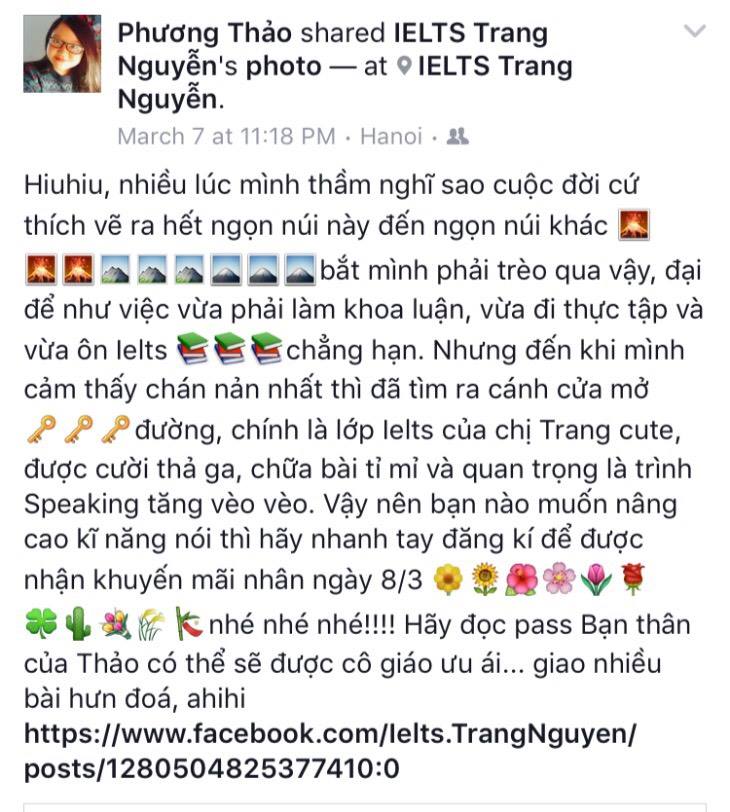 Phương Thảo shared IELTS Trang
Nguyễn's photo — at IELTS Trang
Nguyễn.
March 7 at 11:18 PM · Hanoi ·
Hiuhiu, nhiều lúc mình thầm nghĩ sao cuộc đời cứ
thích vẽ ra hết ngọn núi này đến ngọn núi khác 🌋
🌋🌋⛰⛰⛰🗻🗻🗻bắt mình phải trèo qua vậy, đại
để như việc vừa phải làm khoa luận, vừa đi thực tập và
vừa ôn Ielts 📚📚📚chẳng hạn. Nhưng đến khi mình
cảm thấy chán nản nhất thì đã tìm ra cánh cửa mở
🔑🔑🔑đường, chính là lớp Ielts của chị Trang cute,
được cười thả ga, chữa bài tỉ mỉ và quan trọng là trình
Speaking tăng vèo vèo. Vậy nên bạn nào muốn nâng
cao kĩ năng nói thì hãy nhanh tay đăng kí để được
nhận khuyến mãi nhân ngày 8/3 🌼🌻🌺🌸🌷🌹
🍀🌵💐🌾🎋nhé nhé nhé!!!! Hãy đọc pass Bạn thân
của Thảo có thể sẽ được cô giáo ưu ái... giao nhiều
bài hưn đoá, ahihi
https://www.facebook.com/Ielts.TrangNguyen/
posts/1280504825377410:0